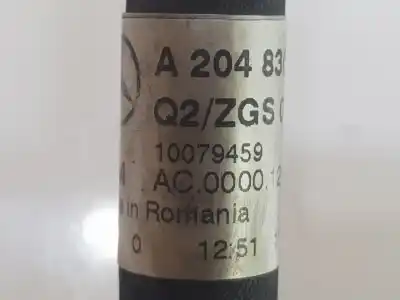 A 204 83
Q2/ZGS
10079459
AC.0000.12
in Romania
0 12:51